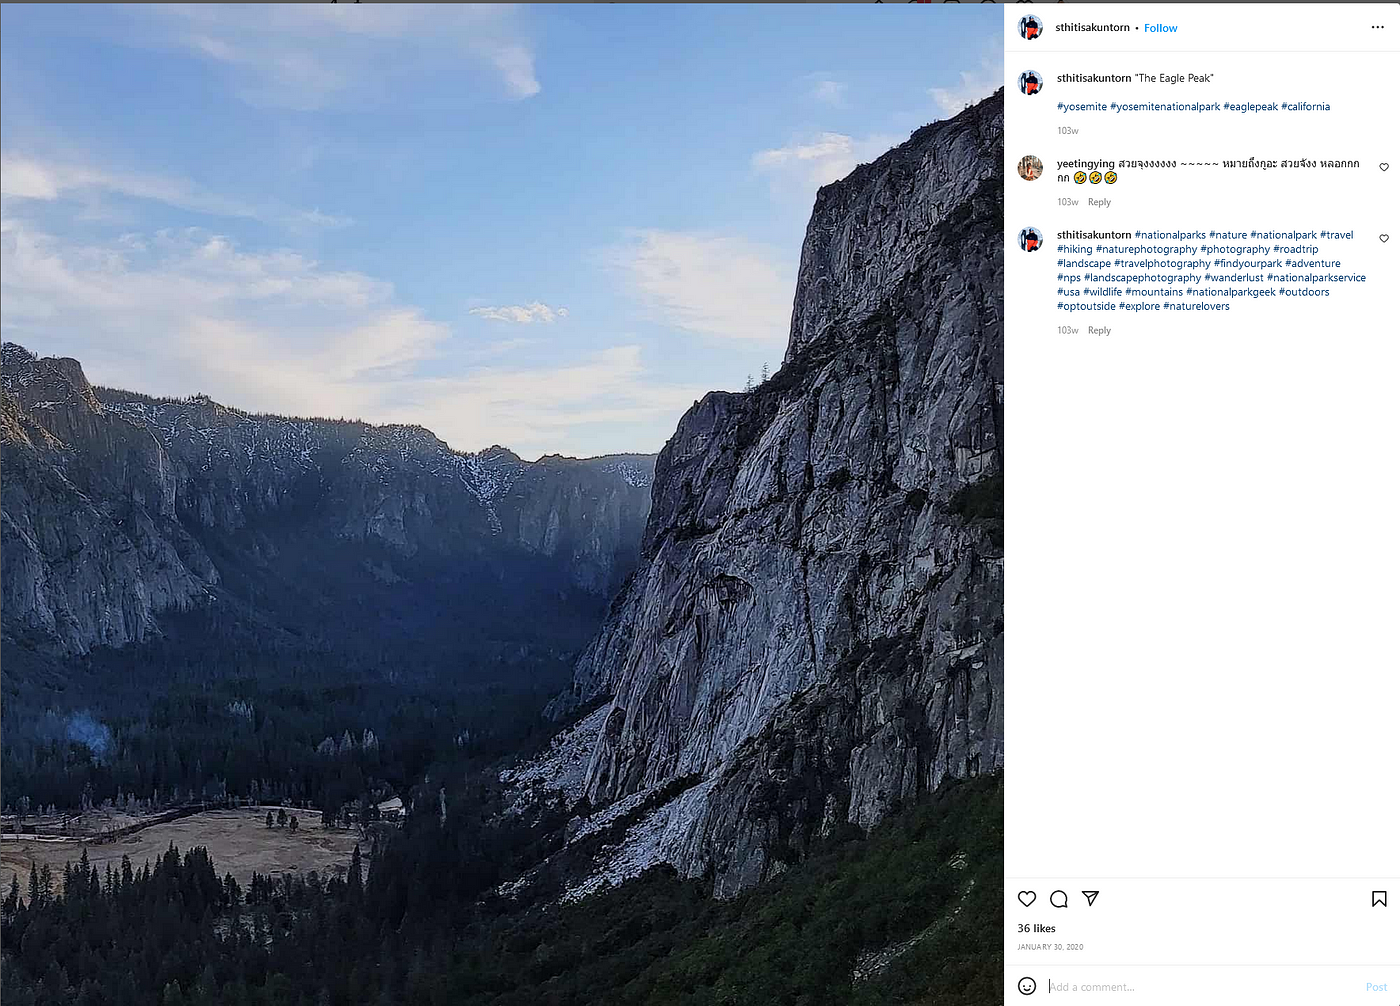 sthitisakuntorn • Follow
sthitisakuntorn "The Eagle Peak"
#yosemite #yosemitenationalpark #eaglepeak #california
103w
yeetingying สวยจุงงงงงง ~~~~~ หมายถึงกูอะ สวยจังง หลอกกก
กก 🤣🤣🤣
103w Reply
sthitisakuntorn #nationalparks #nature #nationalpark #travel
#hiking #naturephotography #photography #roadtrip
#landscape #travelphotography #findyourpark #adventure
#nps #landscapephotography #wanderlust #nationalparkservice
#usa #wildlife #mountains #nationalparkgeek #outdoors
#optoutside #explore #naturelovers
103w Reply
36 likes
JANUARY 30, 2020
Add a comment...
Post